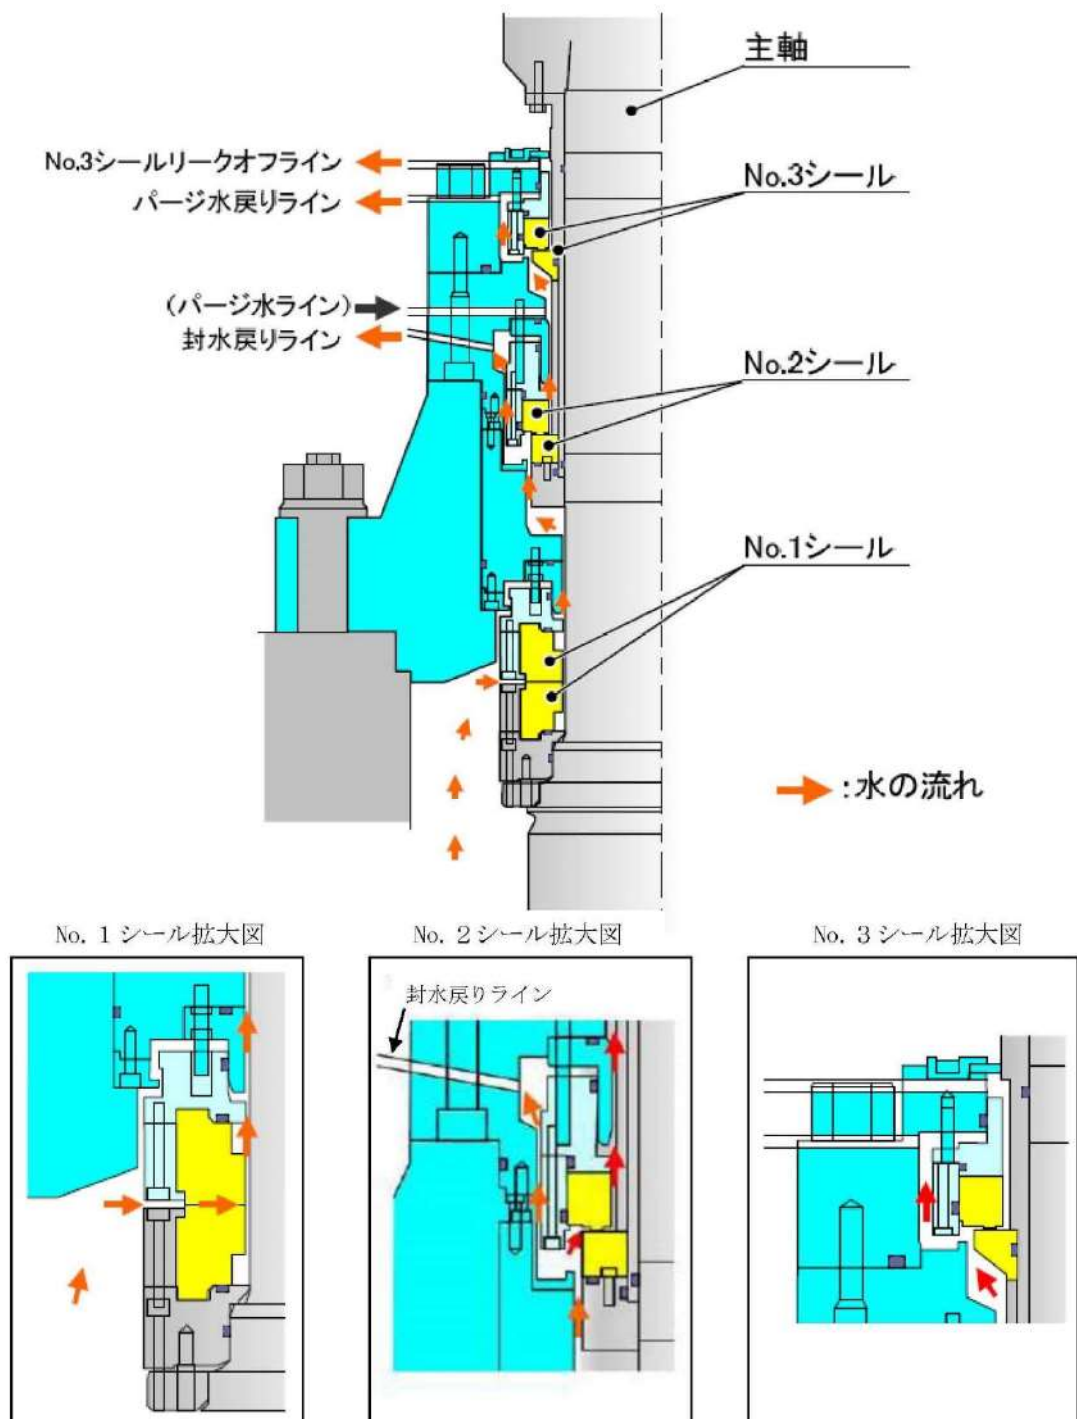 主軸
No.3シールリークオフライン
パージ水戻りライン
No.3シール
(パージ水ライン)
封水戻りライン
No.2シール
No.1シール
:水の流れ
No. 1 シール拡大図
No. 2 シール拡大図
No. 3 シール拡大図
封水戻りライン